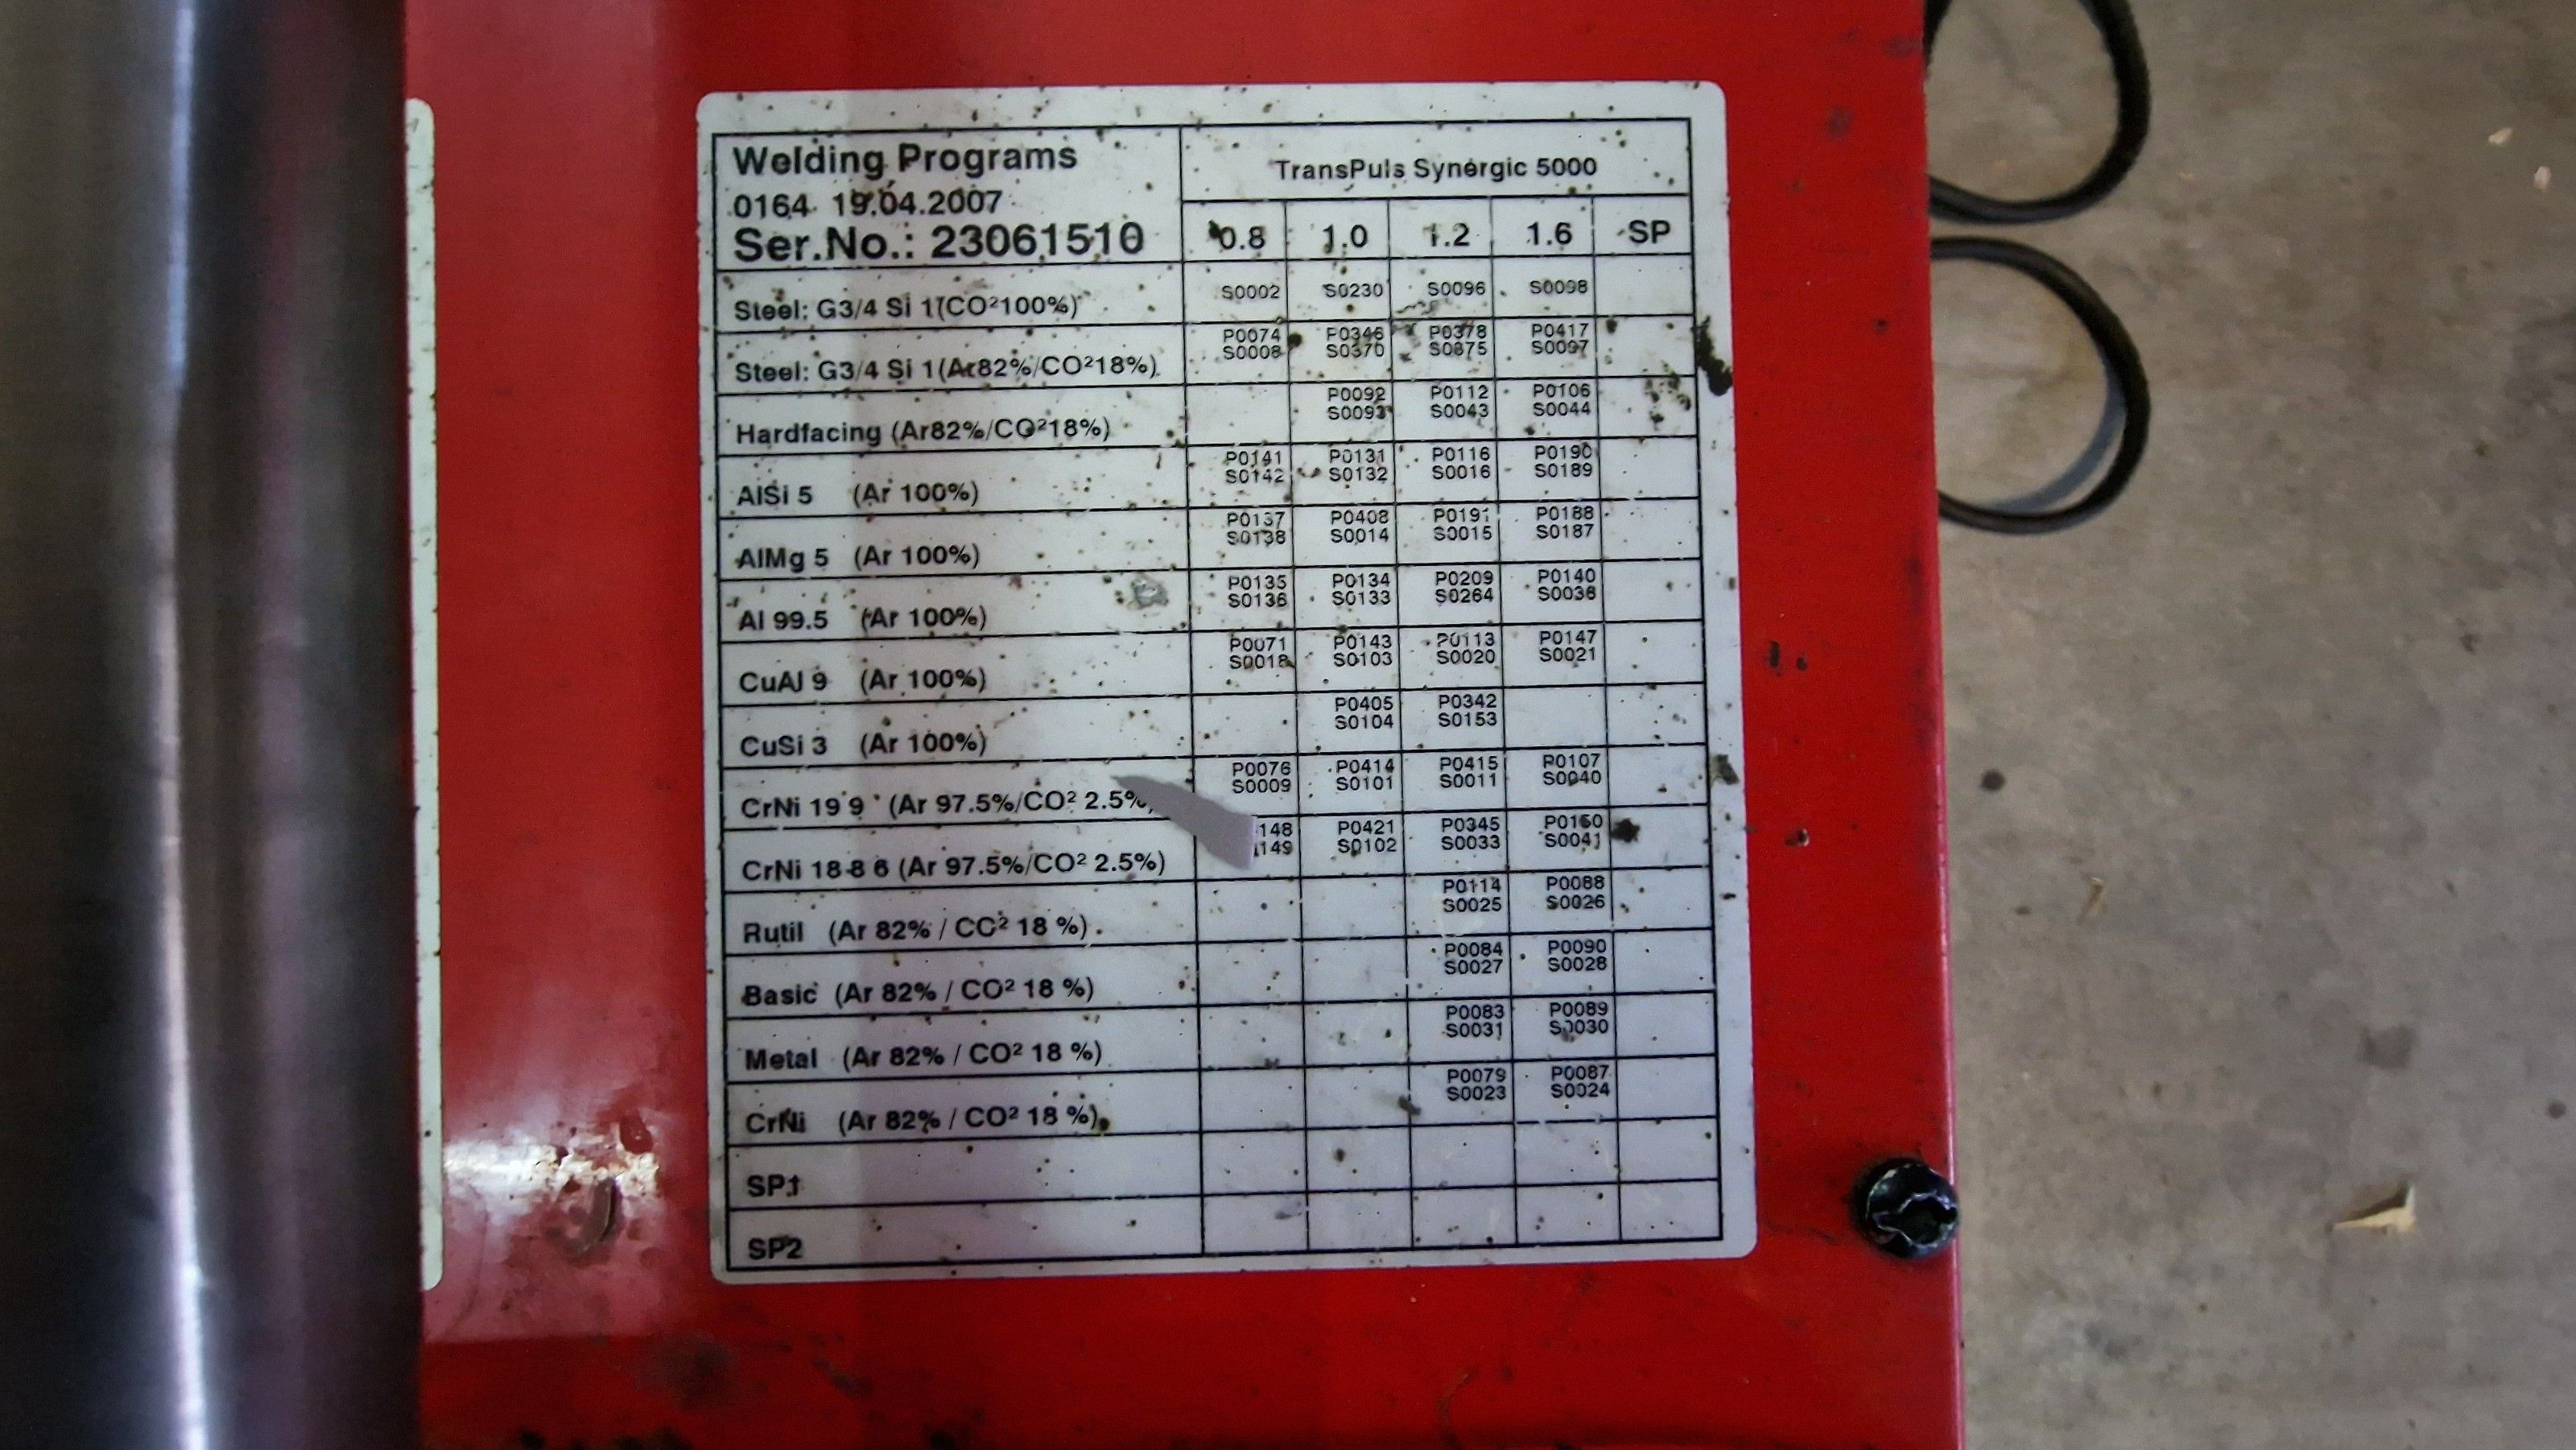 Welding Programs
0164 19.04.2007
Ser.No.: 23061510
TransPuls Synergic 5000
0.8 1.0 1.2 1.6 SP
S0002 S0230 S0096 S0098
Steel: G3/4 Si 1(CO²100%)
P0074 P0346 P0378 P0417
S0008 S0370 S0875 S0097
Steel: G3/4 Si 1(Ar82%/CO²18%)
P0092 P0112 P0106
S0093 S0043 S0044
Hardfacing (Ar82%/CO²18%)
P0141 P0131 P0116 P0190
S0142 S0132 S0016 S0189
AlSi 5 (Ar 100%)
P0137 P0408 P0191 P0188
S0138 S0014 S0015 S0187
AlMg 5 (Ar 100%)
P0135 P0134 P0209 P0140
S0136 S0133 S0264 S0036
Al 99.5 (Ar 100%)
P0071 P0143 P0113 P0147
S0018 S0103 S0020 S0021
CuAl 9 (Ar 100%)
P0405 P0342
S0104 S0153
CuSi 3 (Ar 100%)
P0076 P0414 P0415 P0107
S0009 S0101 S0011 S0040
CrNi 19 9 (Ar 97.5%/CO² 2.5%
148 P0421 P0345 P0150
149 S0102 S0033 S0041
CrNi 18 8 6 (Ar 97.5%/CO² 2.5%)
P0114 P0088
S0025 S0026
Rutil (Ar 82% / CO² 18 %)
P0084 P0090
S0027 S0028
Basic (Ar 82% / CO² 18 %)
P0083 P0089
S0031 S0030
Metal (Ar 82% / CO² 18 %)
P0079 P0087
S0023 S0024
CrNi (Ar 82% / CO² 18 %)
SP1
SP2